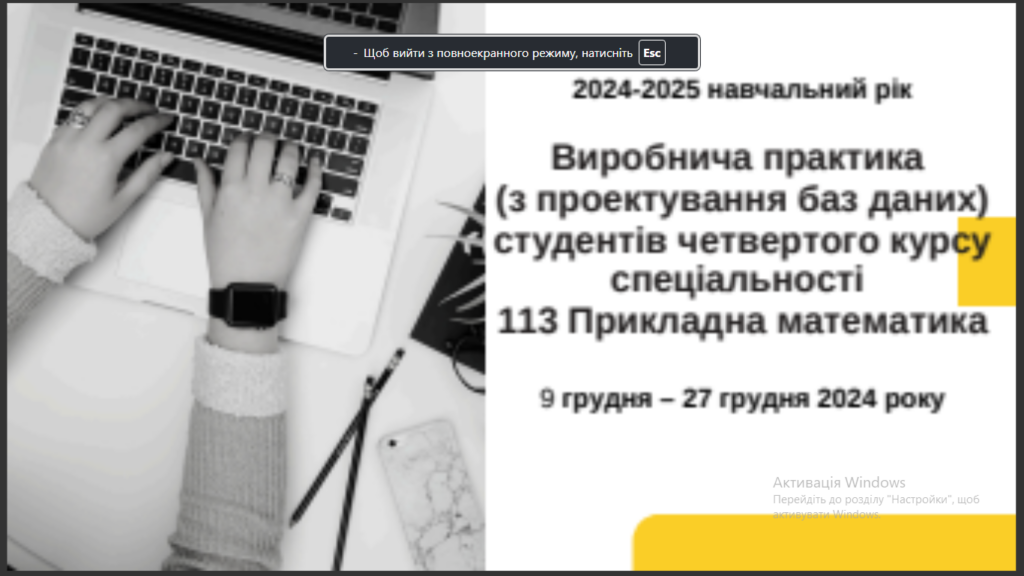 - Щоб вийти з повноекранного режиму, натисніть Esc
2024-2025 навчальний рік
Виробнича практика
(з проектування баз даних)
студентів четвертого курсу
спеціальності
113 Прикладна математика
9 грудня – 27 грудня 2024 року
Активація Windows
Перейдіть до розділу "Настройки", щоб
активувати Windows.